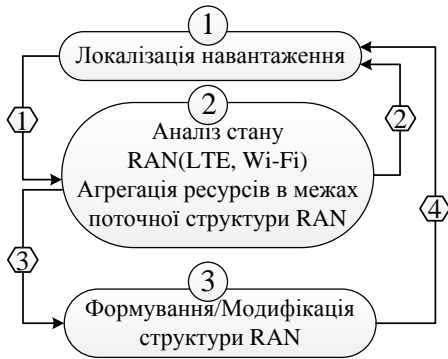 1
Локалізація навантаження
1
2
2
Аналіз стану
RAN(LTE, Wi-Fi)
Агрегація ресурсів в межах
поточної структури RAN
3
4
3
Формування/Модифікація
структури RAN